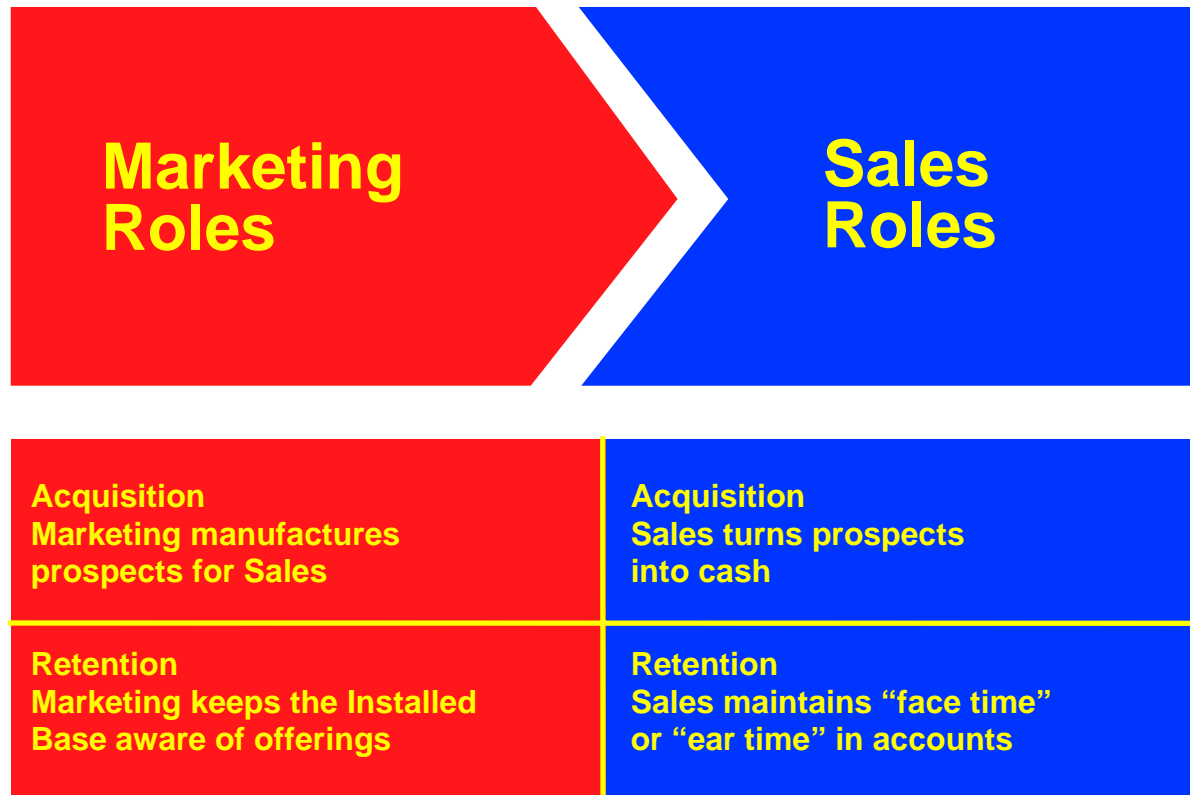 Marketing
Roles
Sales
Roles
Acquisition
Marketing manufactures
prospects for Sales
Acquisition
Sales turns prospects
into cash
Retention
Marketing keeps the Installed
Base aware of offerings
Retention
Sales maintains “face time”
or “ear time” in accounts